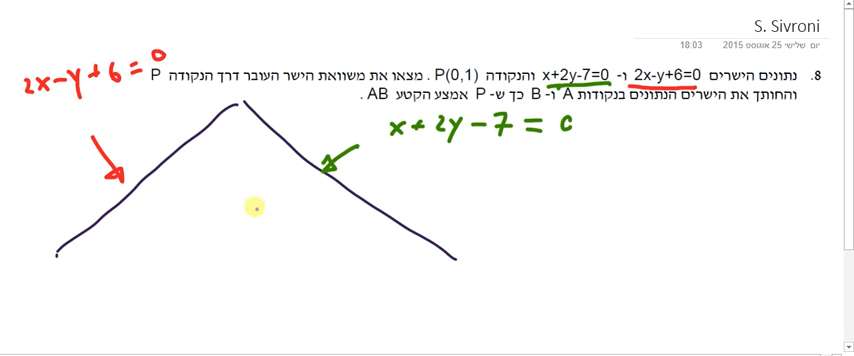 S. Sivroni
יום שלישי 25 אוגוסט 2015 18:03
8. נתונים הישרים 2x-y+6=0 ו- x+2y-7=0 והנקודה P(0,1) . מצאו את משוואת הישר העובר דרך הנקודה P
והחותך את הישרים הנתונים בנקודות A ו- B כך ש- P אמצע הקטע AB .
2x-y+6=0
x+2y-7=0